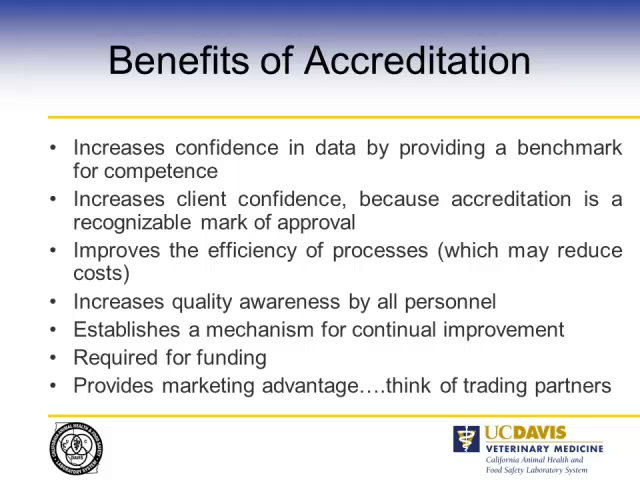 Benefits of Accreditation
• Increases confidence in data by providing a benchmark
for competence
• Increases client confidence, because accreditation is a
recognizable mark of approval
• Improves the efficiency of processes (which may reduce
costs)
• Increases quality awareness by all personnel
• Establishes a mechanism for continual improvement
• Required for funding
• Provides marketing advantage….think of trading partners
DAVIS
UCDAVIS
VETERINARY MEDICINE
California Animal Health and
Food Safety Laboratory System